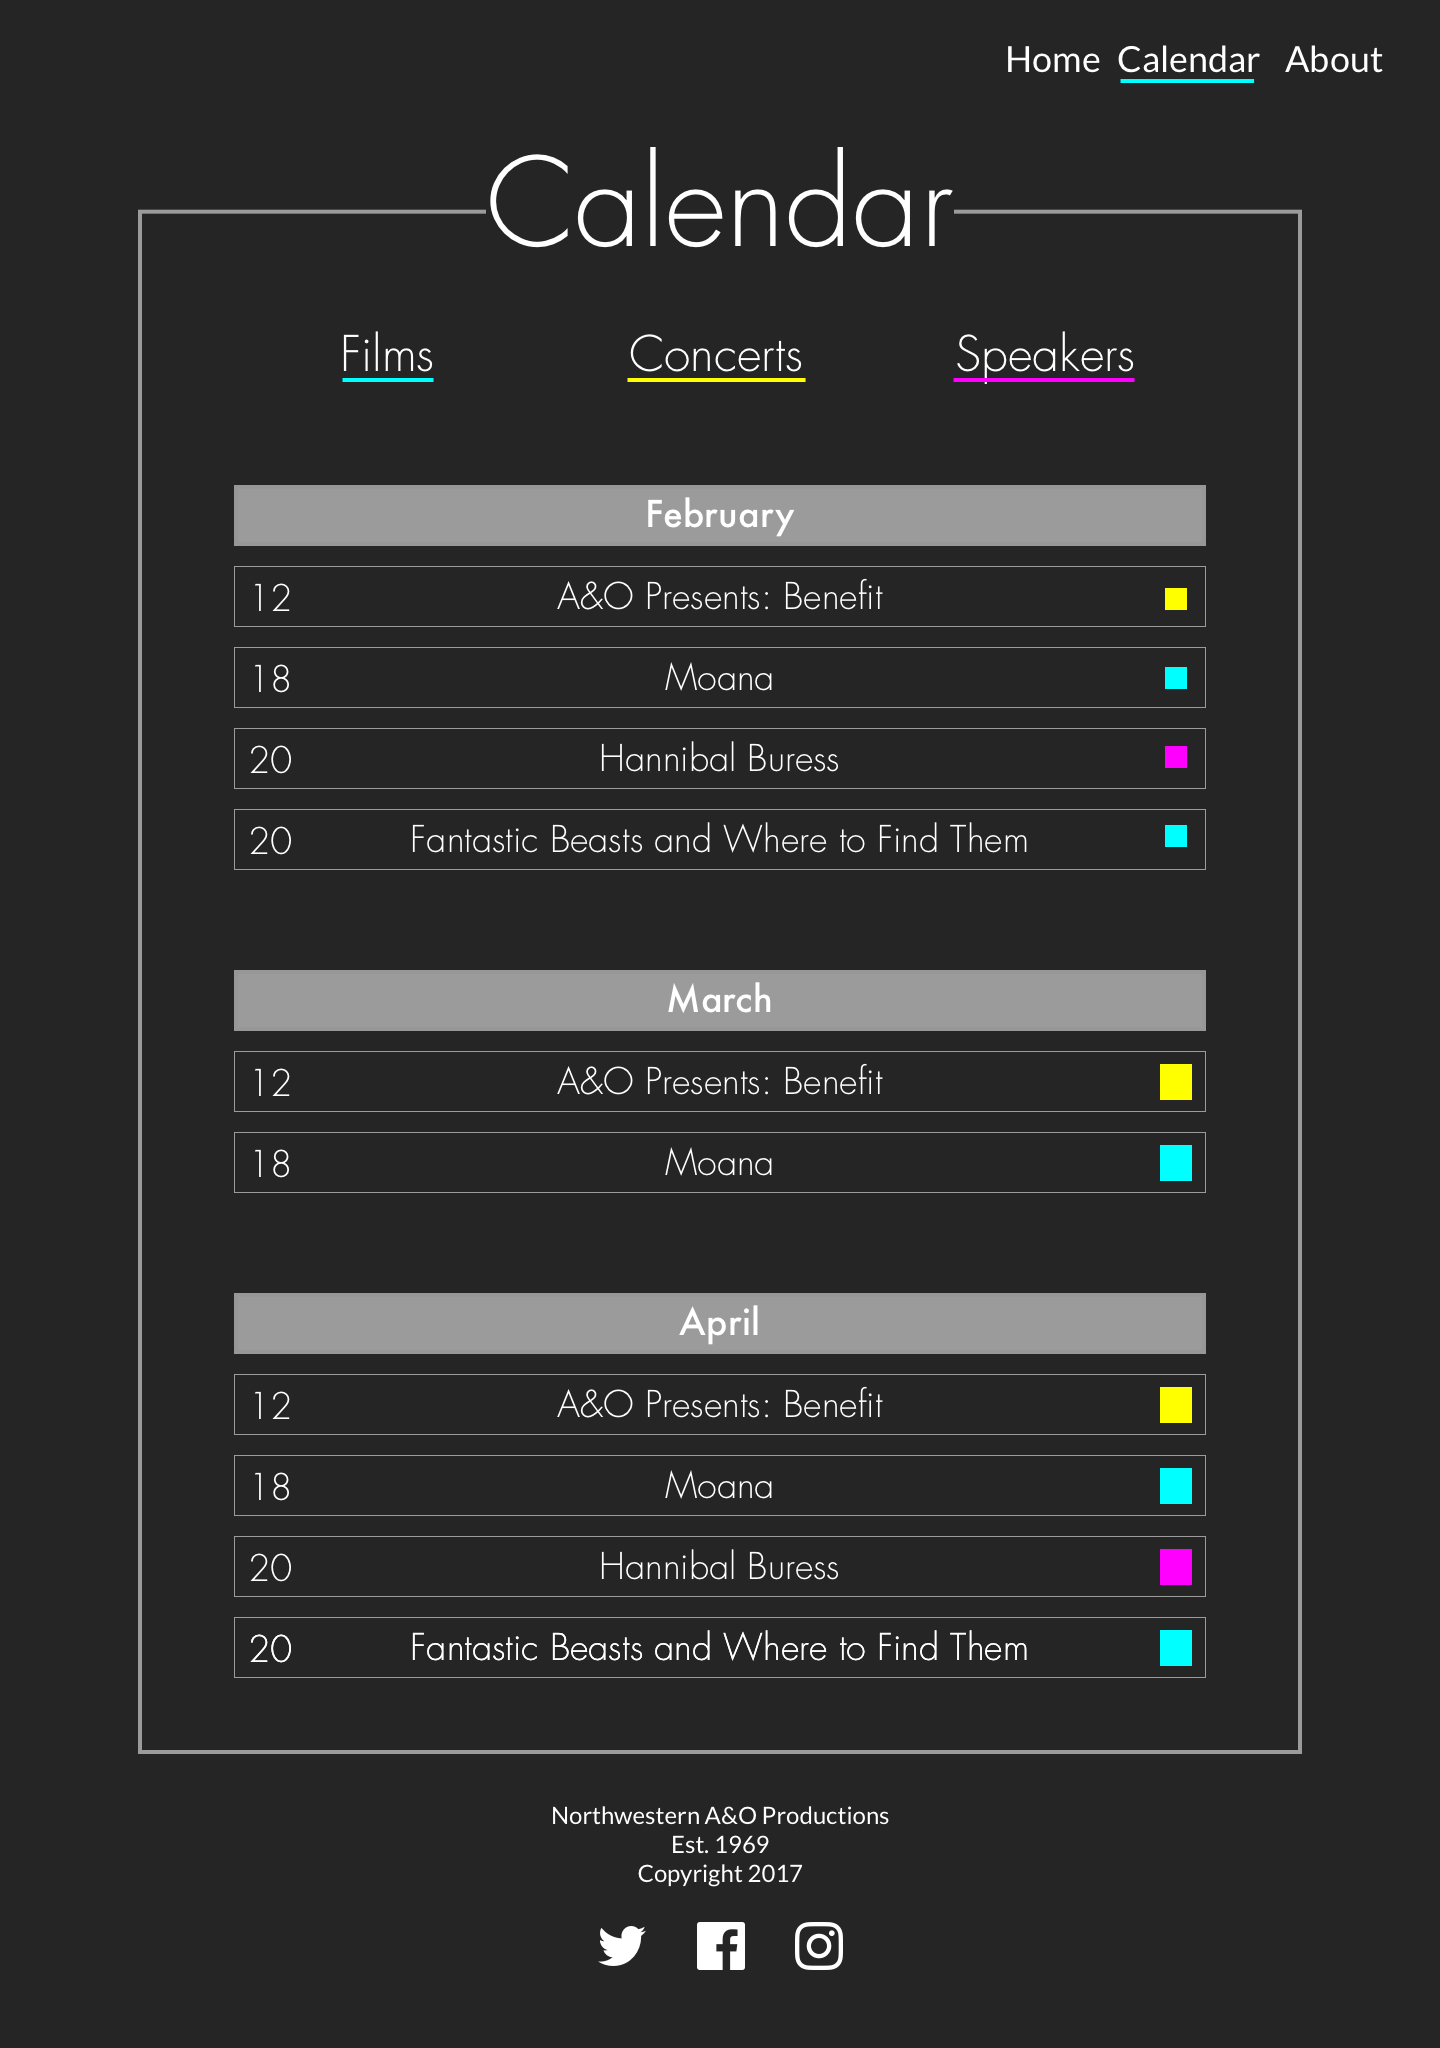 Home Calendar About
Calendar
Films Concerts Speakers
February
12 A&O Presents: Benefit
18 Moana
20 Hannibal Buress
20 Fantastic Beasts and Where to Find Them
March
12 A&O Presents: Benefit
18 Moana
April
12 A&O Presents: Benefit
18 Moana
20 Hannibal Buress
20 Fantastic Beasts and Where to Find Them
Northwestern A&O Productions
Est. 1969
Copyright 2017